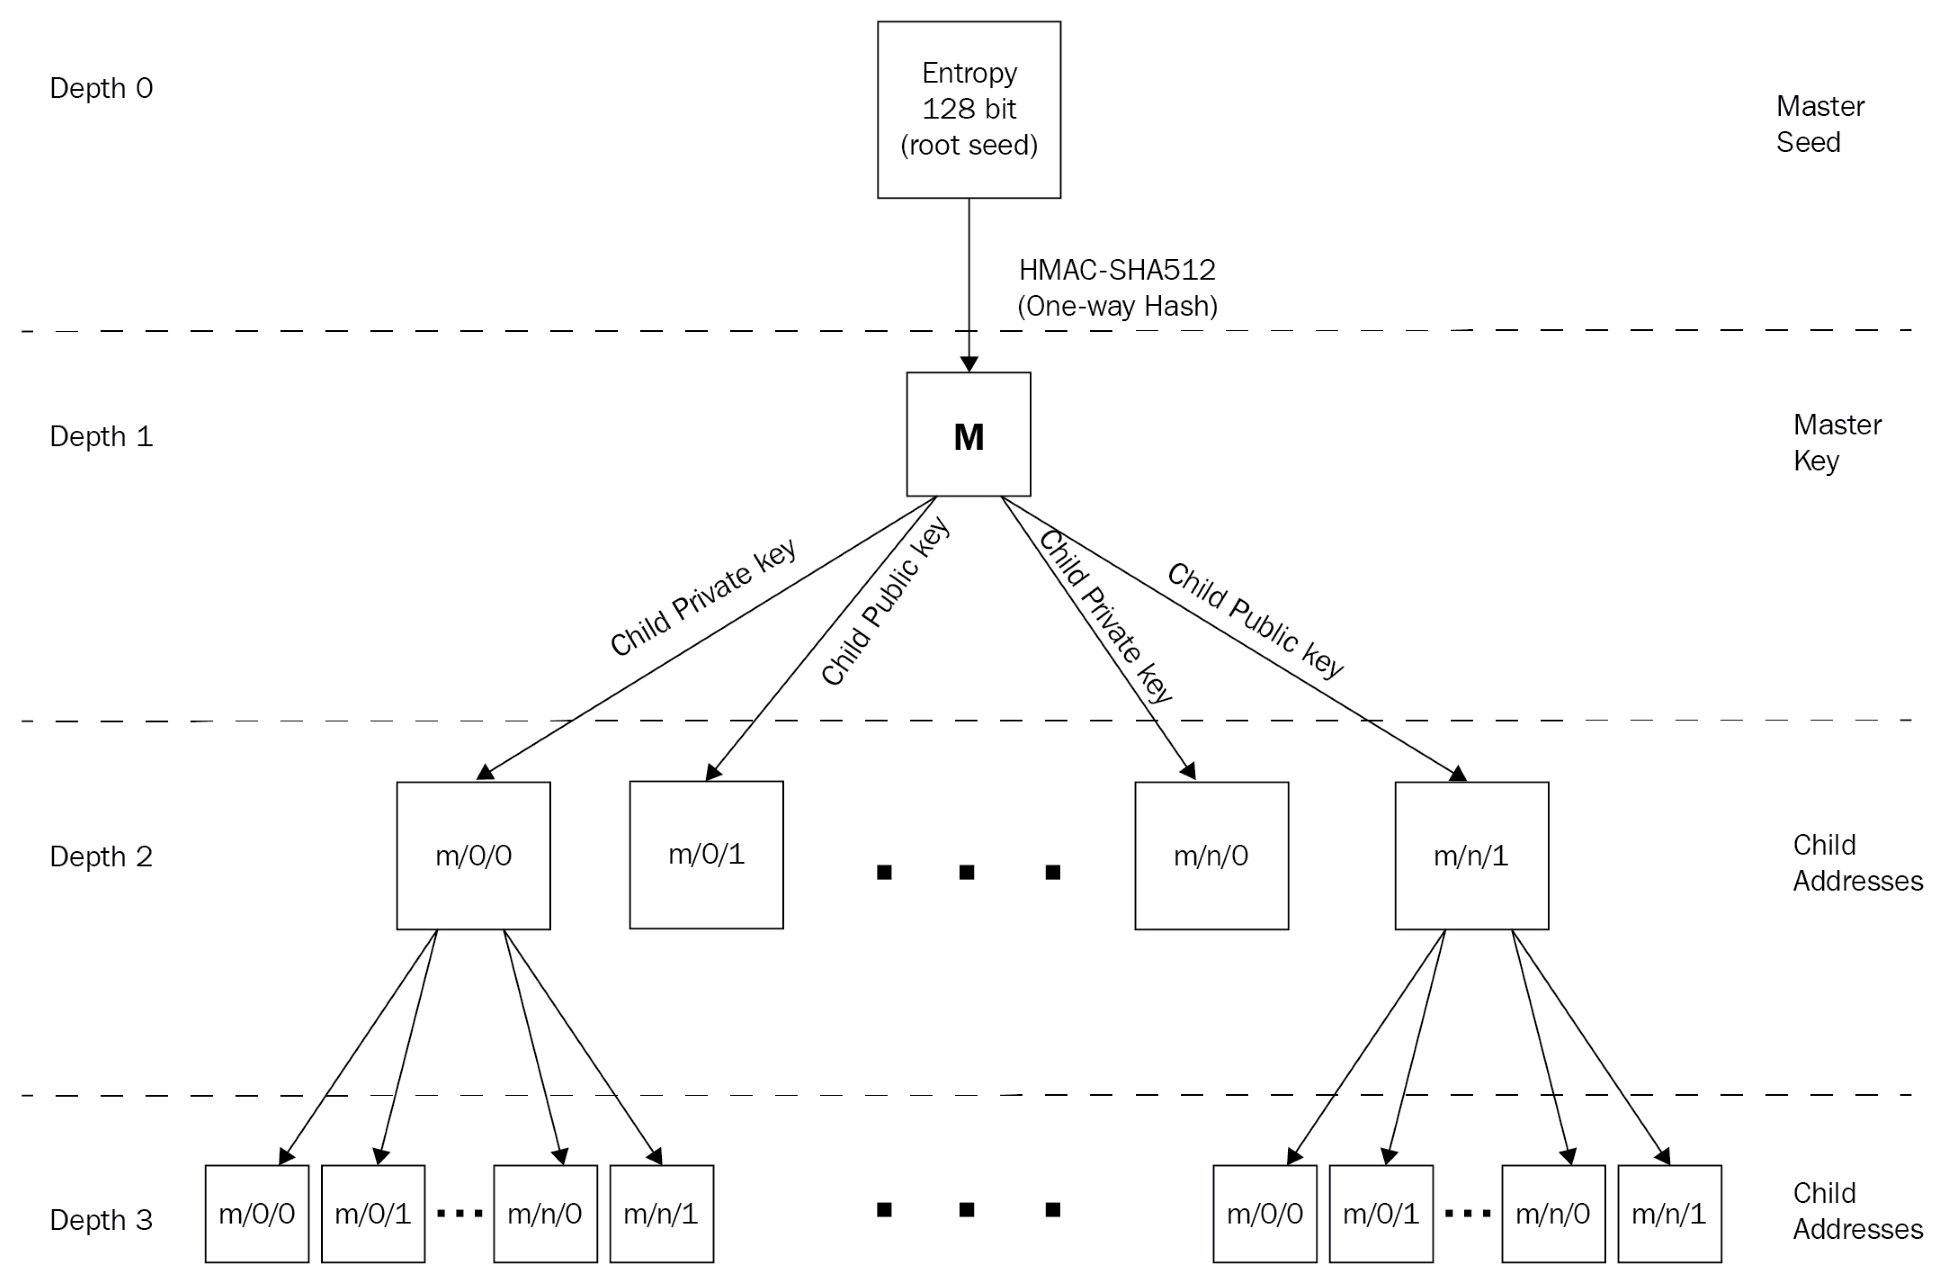 Depth 0
Entropy
128 bit
(root seed)
Master
Seed
HMAC-SHA512
(One-way Hash)
Depth 1
M
Master
Key
Child Private key
Child Public key
Child Private key
Child Public key
Depth 2
m/0/0
m/0/1
m/n/0
m/n/1
Child
Addresses
Depth 3
m/0/0
m/0/1
m/n/0
m/n/1
m/0/0
m/0/1
m/n/0
m/n/1
Child
Addresses